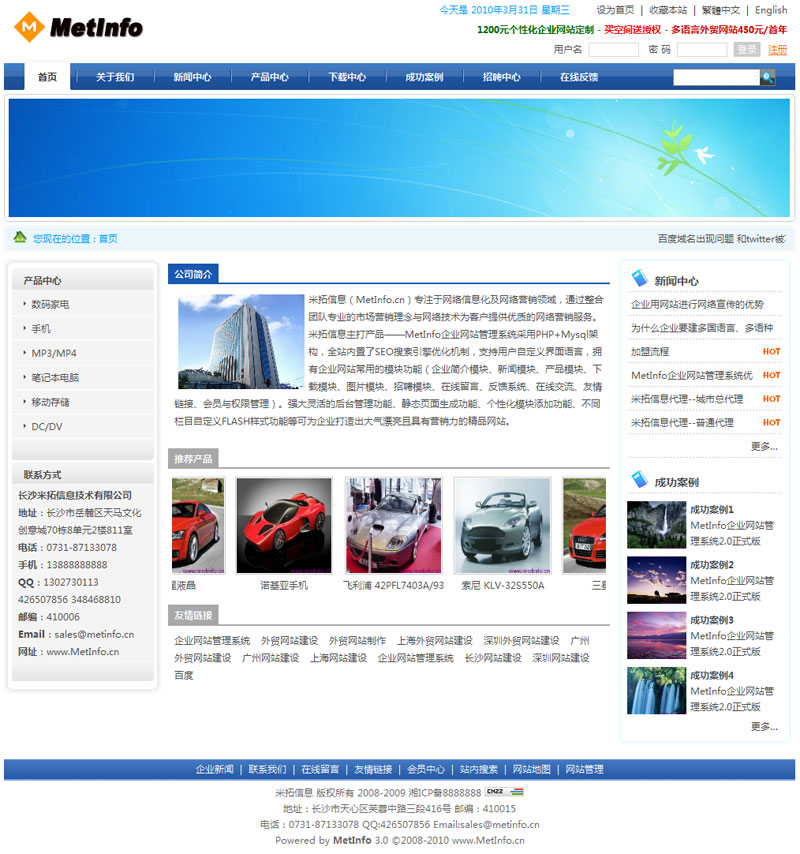 MetInfo
今天是 2010年3月31日 星期三
设为首页 | 收藏本站 | 繁體中文 | English
1200元个性化企业网站定制 - 买空间送授权 - 多语言外贸网站450元/首年
用户名 密 码 登录 注册
首页 关于我们 新闻中心 产品中心 下载中心 成功案例 招聘中心 在线反馈
您现在的位置：首页
百度域名出现问题 和twitter被
产品中心
数码家电
手机
MP3/MP4
笔记本电脑
移动存储
DC/DV
联系方式
长沙米拓信息技术有限公司
地址：长沙市岳麓区天马文化
创意城70栋8单元2楼811室
电话：0731-87133078
手机：13888888888
QQ：1302730113
426507856 348468810
邮编：410006
Email：sales@metinfo.cn
网址：www.MetInfo.cn
公司简介
米拓信息（MetInfo.cn）专注于网络信息化及网络营销领域，通过整合
团队专业的市场营销理念与网络技术为客户提供优质的网络营销服务。
米拓信息主打产品——MetInfo企业网站管理系统采用PHP+Mysql架
构，全站内置了SEO搜索引擎优化机制，支持用户自定义界面语言，拥
有企业网站常用的模块功能（企业简介模块、新闻模块、产品模块、下
载模块、图片模块、招聘模块、在线留言、反馈系统、在线交流、友情
链接、会员与权限管理）。强大灵活的后台管理功能、静态页面生成功能、个性化模块添加功能、不同
栏目自定义FLASH样式功能等可为企业打造出大气漂亮且具有营销力的精品网站。
推荐产品
www.metinfo.cn
www.metinfo.cn
www.metinfo.cn
www.metinfo.cn
液晶
诺基亚手机
飞利浦 42PFL7403A/93
索尼 KLV-32S550A
三
友情链接
企业网站管理系统 外贸网站建设 外贸网站制作 上海外贸网站建设 深圳外贸网站建设 广州
外贸网站建设 广州网站建设 上海网站建设 企业网站管理系统 长沙网站建设 深圳网站建设
百度
新闻中心
企业用网站进行网络宣传的优势
为什么企业要建多国语言、多语种
加盟流程 HOT
MetInfo企业网站管理系统优 HOT
米拓信息代理--城市总代理 HOT
米拓信息代理--普通代理 HOT
更多...
成功案例
成功案例1
MetInfo企业网站管
理系统2.0正式版
成功案例2
MetInfo企业网站管
理系统2.0正式版
成功案例3
MetInfo企业网站管
理系统2.0正式版
成功案例4
MetInfo企业网站管
理系统2.0正式版
更多...
企业新闻 | 联系我们 | 在线留言 | 友情链接 | 会员中心 | 站内搜索 | 网站地图 | 网站管理
米拓信息 版权所有 2008-2009 湘ICP备8888888 CNZZ
地址：长沙市天心区芙蓉中路三段416号 邮编：410015
电话：0731-87133078 QQ:426507856 Email:sales@metinfo.cn
Powered by MetInfo 3.0 ©2008-2010 www.MetInfo.cn